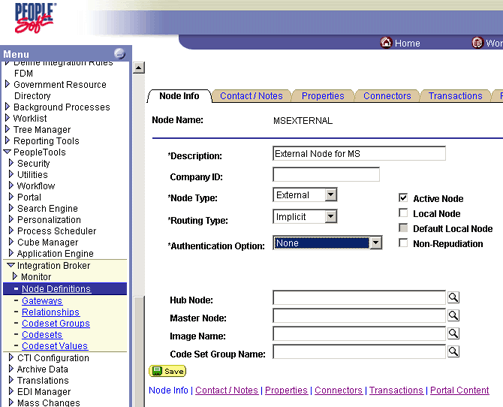 PEOPLE
Soft
Home
Wor
Menu
Define Integration Rules
FDM
Government Resource
Directory
Background Processes
Worklist
Tree Manager
Reporting Tools
PeopleTools
Security
Utilities
Workflow
Portal
Search Engine
Personalization
Process Scheduler
Cube Manager
Application Engine
Integration Broker
Monitor
Node Definitions
Gateways
Relationships
Codeset Groups
Codesets
Codeset Values
CTI Configuration
Archive Data
Translations
EDI Manager
Mass Changes
Node Info Contact / Notes Properties Connectors Transactions
Node Name: MSEXTERNAL
*Description: External Node for MS
Company ID:
*Node Type: External
Active Node
Local Node
*Routing Type: Implicit
Default Local Node
*Authentication Option: None
Non-Repudiation
Hub Node:
Master Node:
Image Name:
Code Set Group Name:
Save
Node Info | Contact / Notes | Properties | Connectors | Transactions | Portal Content